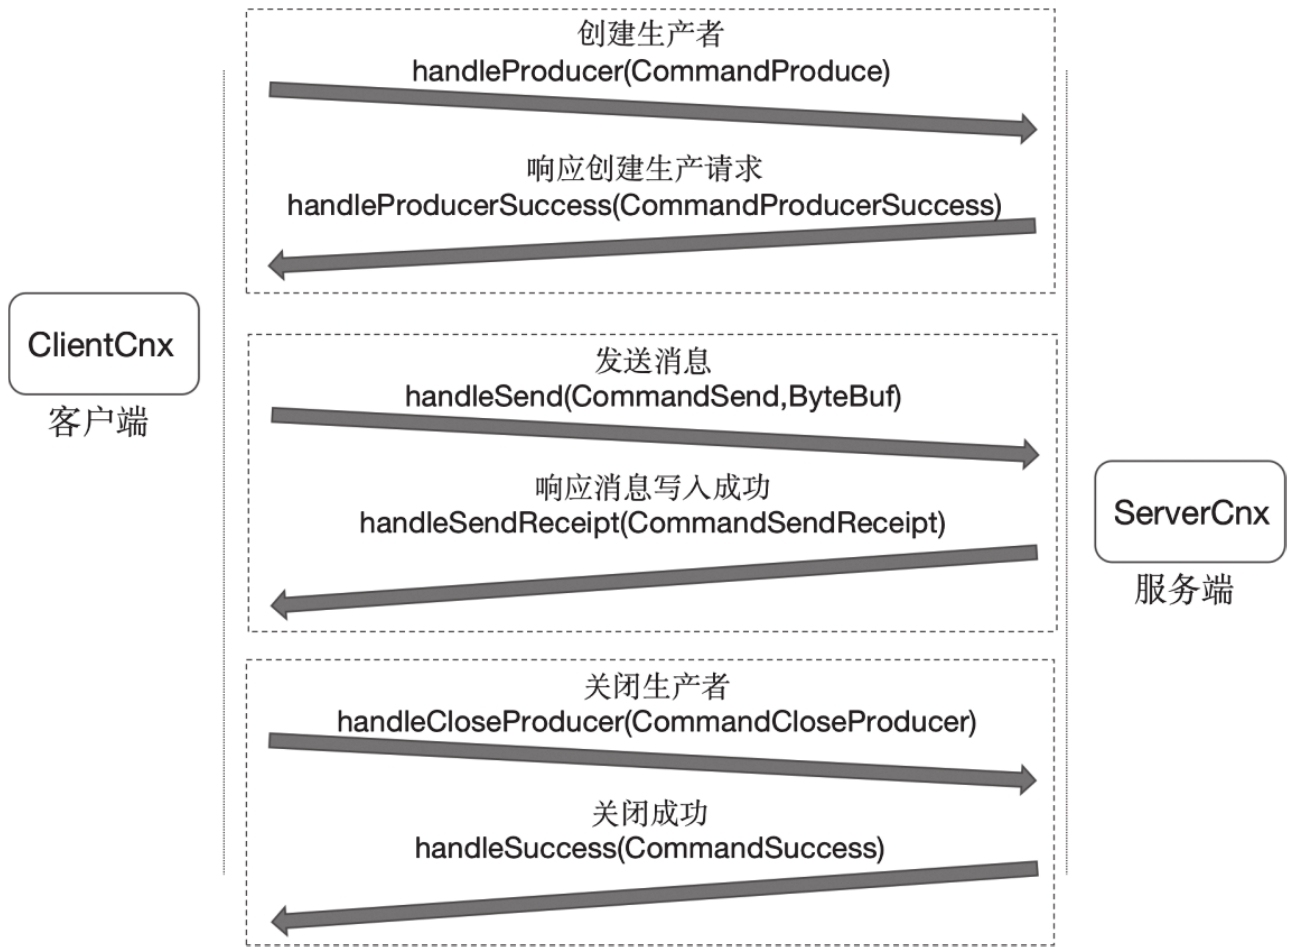 创建生产者
handleProducer(CommandProduce)
响应创建生产请求
handleProducerSuccess(CommandProducerSuccess)
ClientCnx
客户端
发送消息
handleSend(CommandSend,ByteBuf)
响应消息写入成功
handleSendReceipt(CommandSendReceipt)
ServerCnx
服务端
关闭生产者
handleCloseProducer(CommandCloseProducer)
关闭成功
handleSuccess(CommandSuccess)